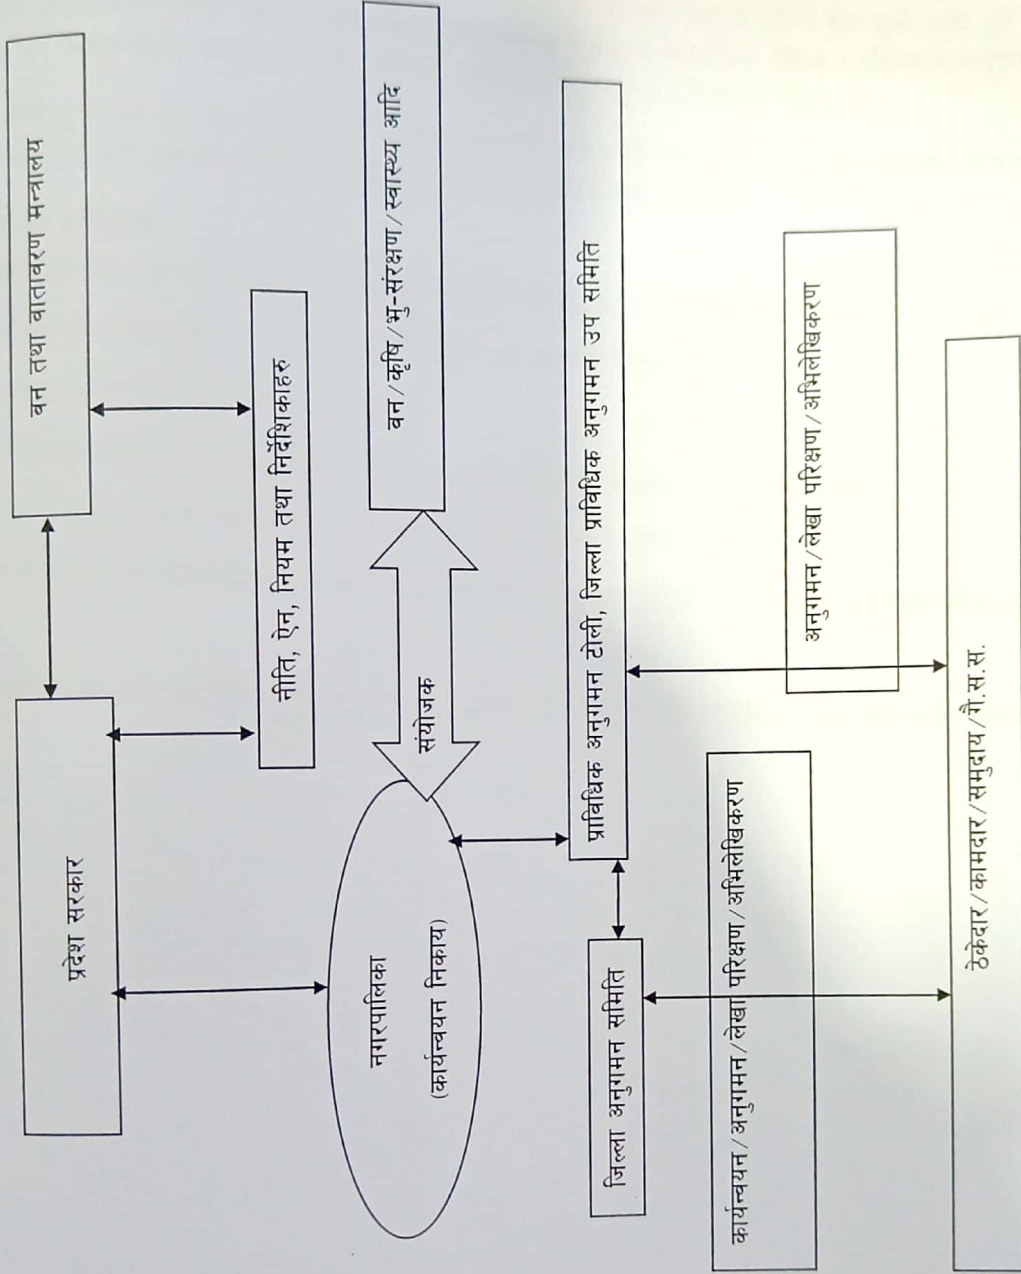 प्रदेश सरकार
वन तथा वातावरण मन्त्रालय
नीति, ऐन, नियम तथा निर्देशिकाहरु
नगरपालिका
(कार्यन्वयन निकाय)
संयोजक
वन/कृषि/भु-संरक्षण/स्वास्थ्य आदि
जिल्ला अनुगमन समिति
प्राविधिक अनुगमन टोली, जिल्ला प्राविधिक अनुगमन उप समिति
कार्यन्वयन/अनुगमन/लेखा परिक्षण/अभिलेखिकरण
अनुगमन/लेखा परिक्षण/अभिलेखिकरण
ठेकेदार/कामदार/समुदाय/गै.स.स.